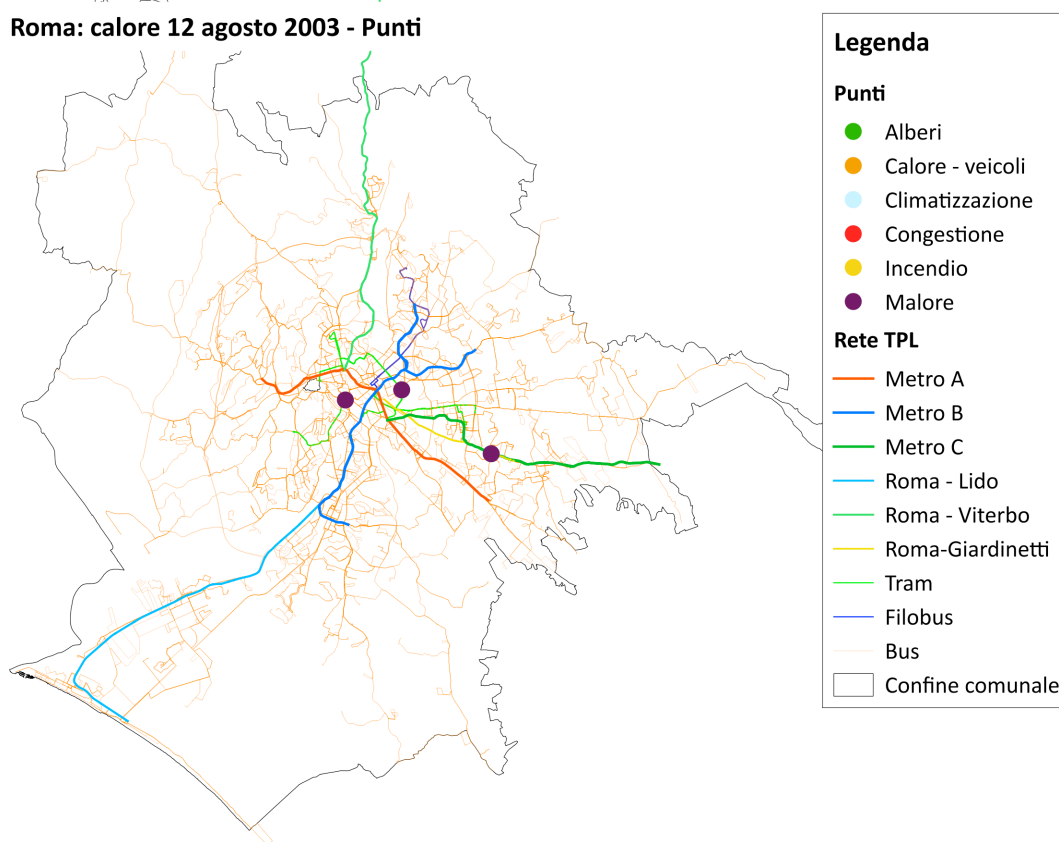 Roma: calore 12 agosto 2003 - Punti
Legenda
Punti
Alberi
Calore - veicoli
Climatizzazione
Congestione
Incendio
Malore
Rete TPL
Metro A
Metro B
Metro C
Roma - Lido
Roma - Viterbo
Roma-Giardinetti
Tram
Filobus
Bus
Confine comunale